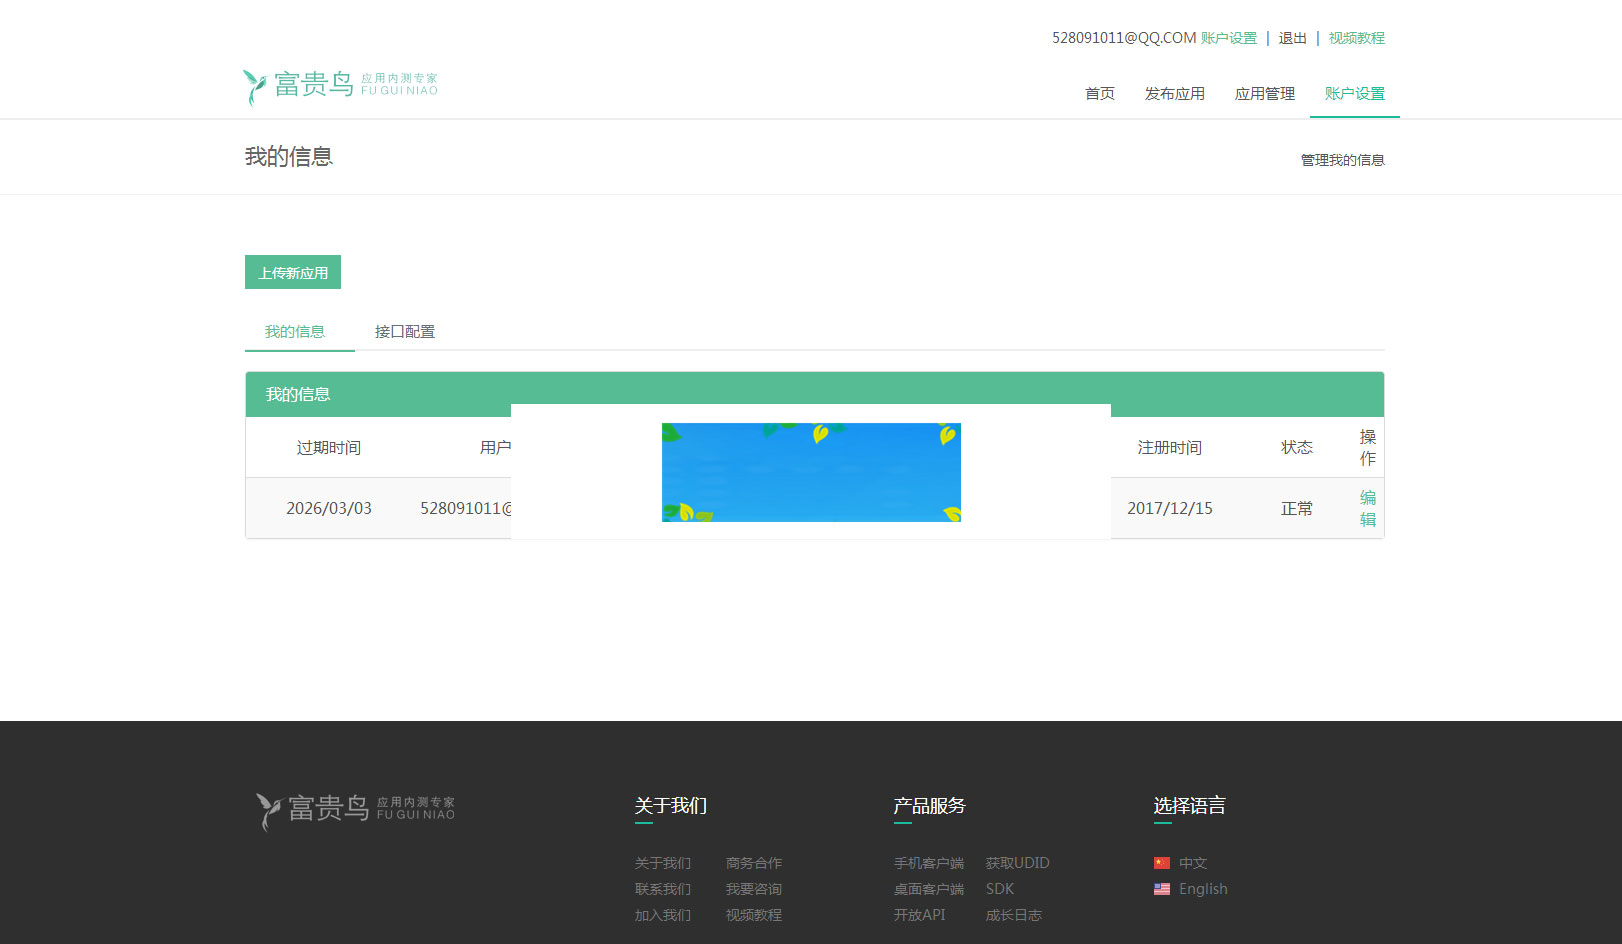 528091011@QQ.COM 账户设置 | 退出 | 视频教程
富贵鸟 应用内测专家
FU GUI NIAO
首页 发布应用 应用管理 账户设置
我的信息
管理我的信息
上传新应用
我的信息 接口配置
我的信息
过期时间 用户 注册时间 状态 操作
2026/03/03 528091011@ 2017/12/15 正常 编辑
富贵鸟 应用内测专家
FU GUI NIAO
关于我们 产品服务 选择语言
关于我们 商务合作 手机客户端 获取UDID 中文
联系我们 我要咨询 桌面客户端 SDK English
加入我们 视频教程 开放API 成长日志